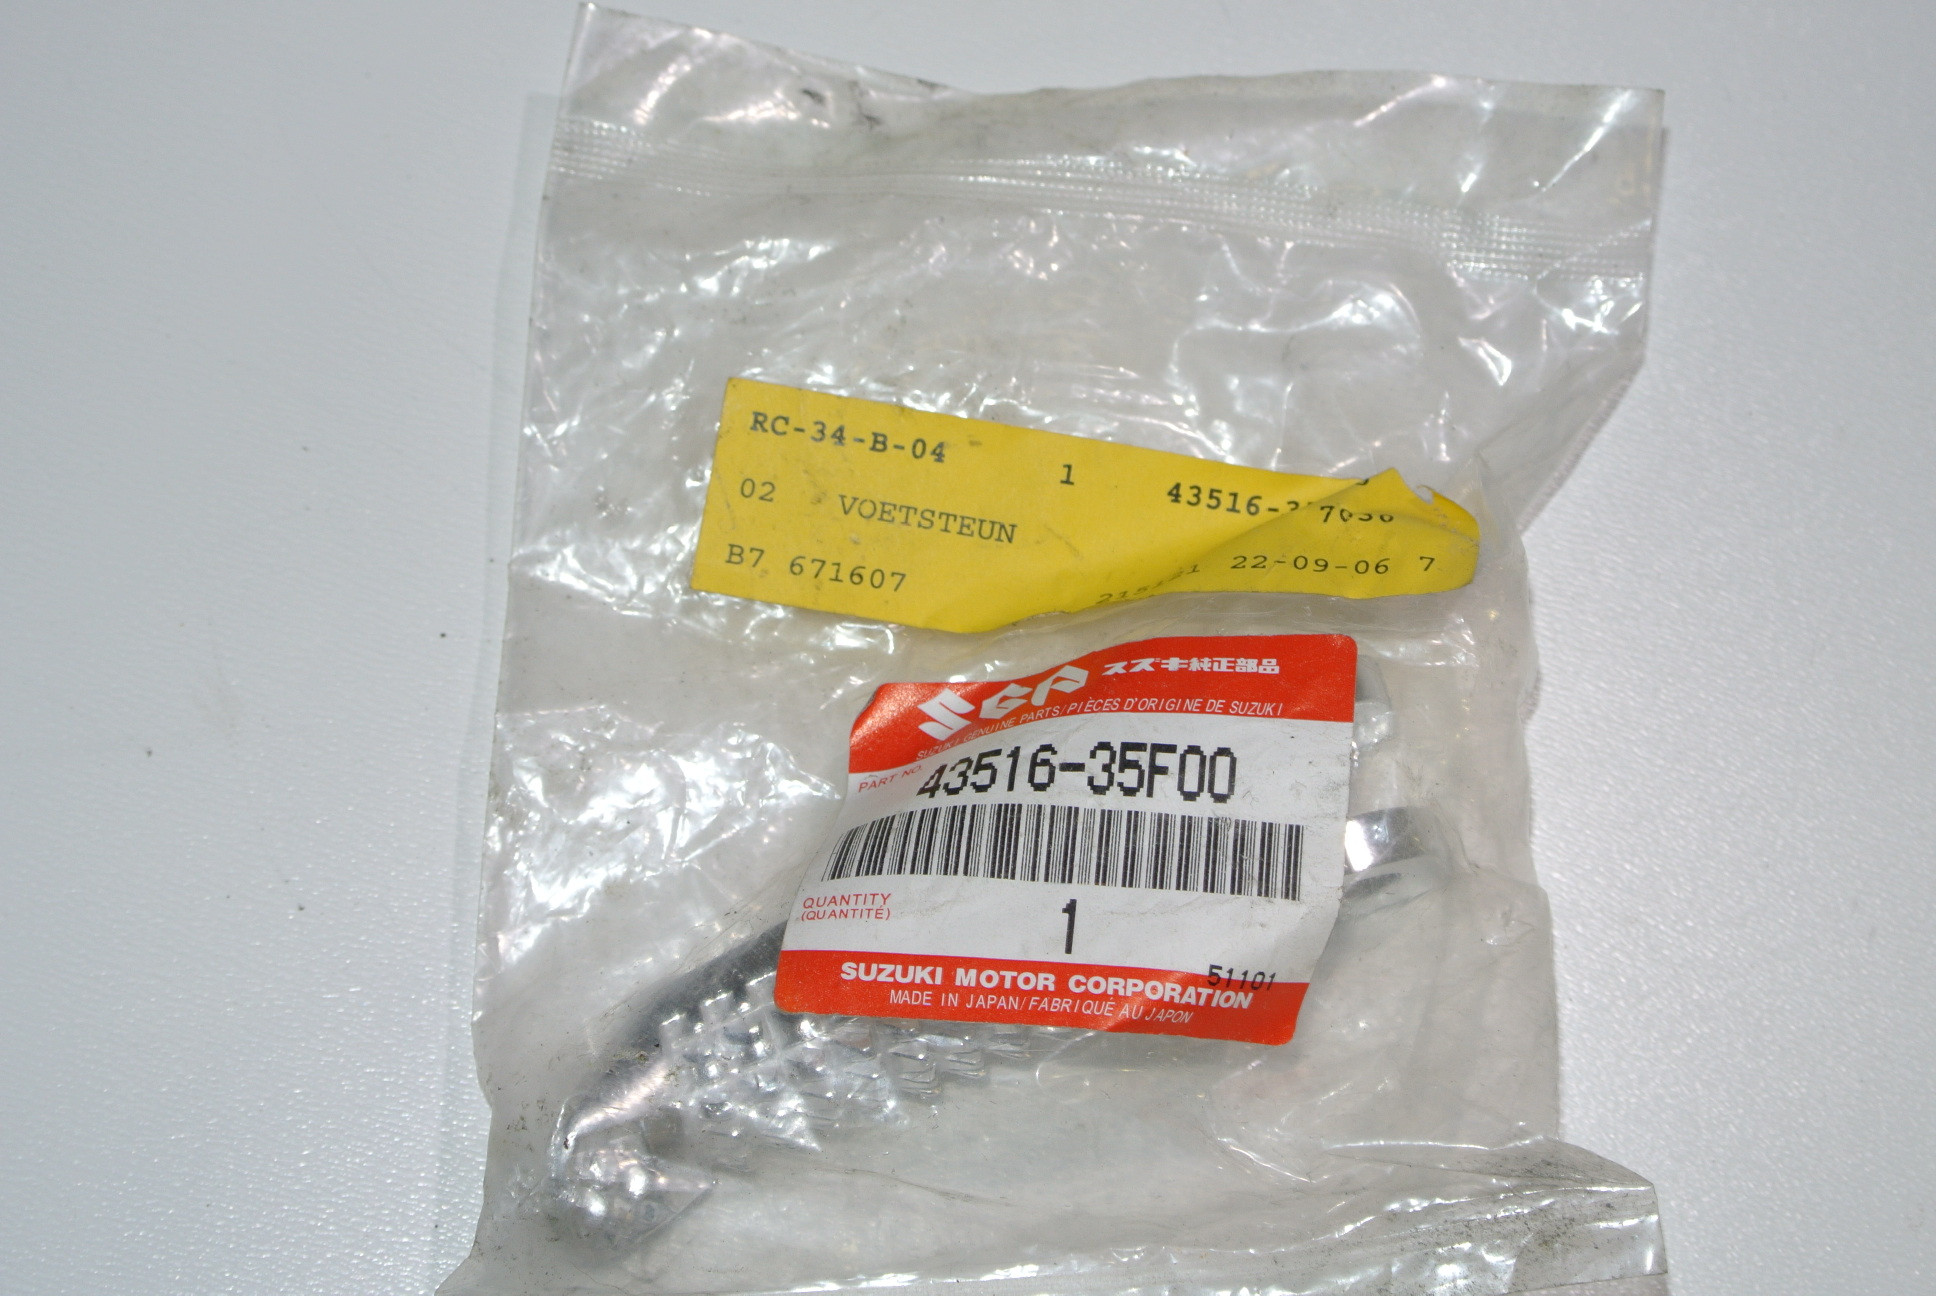 RC-34-B-04 1
02 VOETSTEUN
B7 671607 22-09-06 7
SGP スズキ純正部品
SUZUKI GENUINE PARTS/PIÈCES D'ORIGINE DE SUZUKI
PART NO. 43516-35F00
QUANTITY
(QUANTITÉ)
1
51101
SUZUKI MOTOR CORPORATION
MADE IN JAPAN/FABRIQUÉ AU JAPON